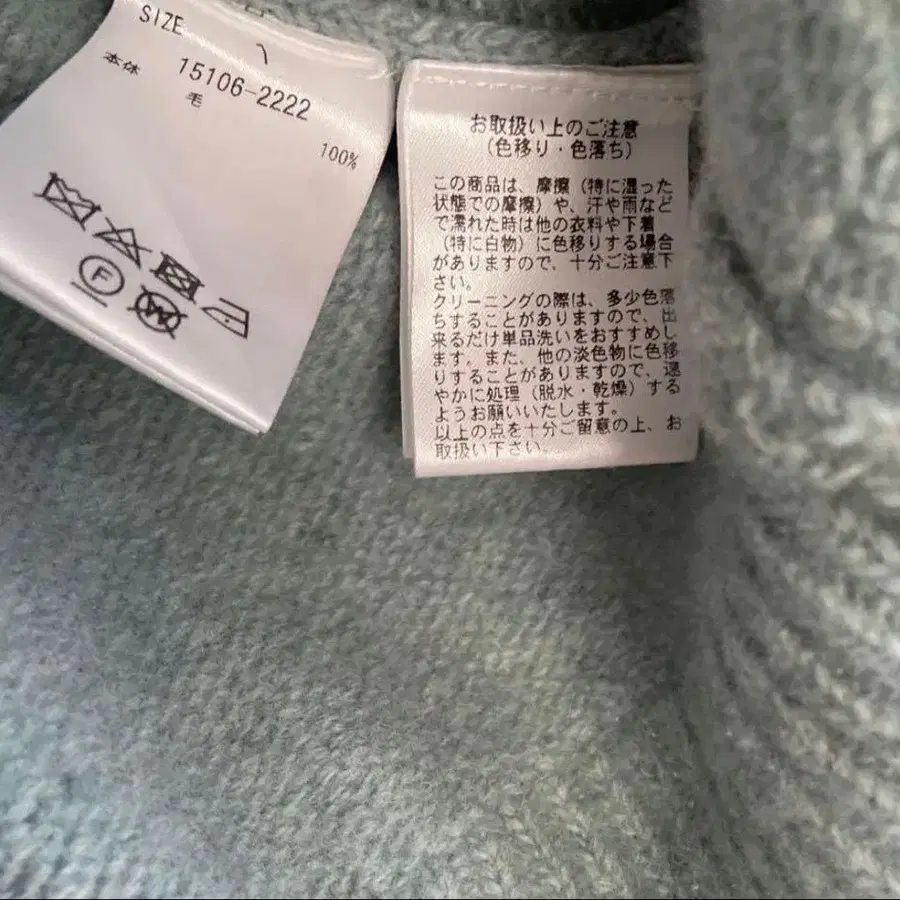 SIZE
15106-2222
本体 毛 100%
F
W
お取扱い上のご注意
(色移り・色落ち)
この商品は、摩擦(特に湿った
状態での摩擦)や、汗や雨など
で濡れた時は他の衣料や下着
(特に白物)に色移りする場合
がありますので、十分ご注意下
さい。
クリーニングの際は、多少色落
ちすることがありますので、出
来るだけ単品洗いをおすすめし
ます。また、他の淡色物に色移
りすることがありますので、速
やかに処理(脱水・乾燥)する
ようお願いいたします。
以上の点を十分ご留意の上、お
取扱い下さい。